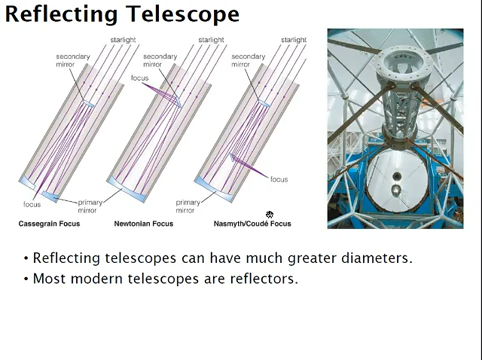 Reflecting Telescope
starlight
secondary
mirror
focus
primary
mirror
Cassegrain Focus
starlight
secondary
mirror
focus
Newtonian Focus
starlight
secondary
mirror
focus
primary
mirror
Nasmyth/Coudé Focus
• Reflecting telescopes can have much greater diameters.
• Most modern telescopes are reflectors.